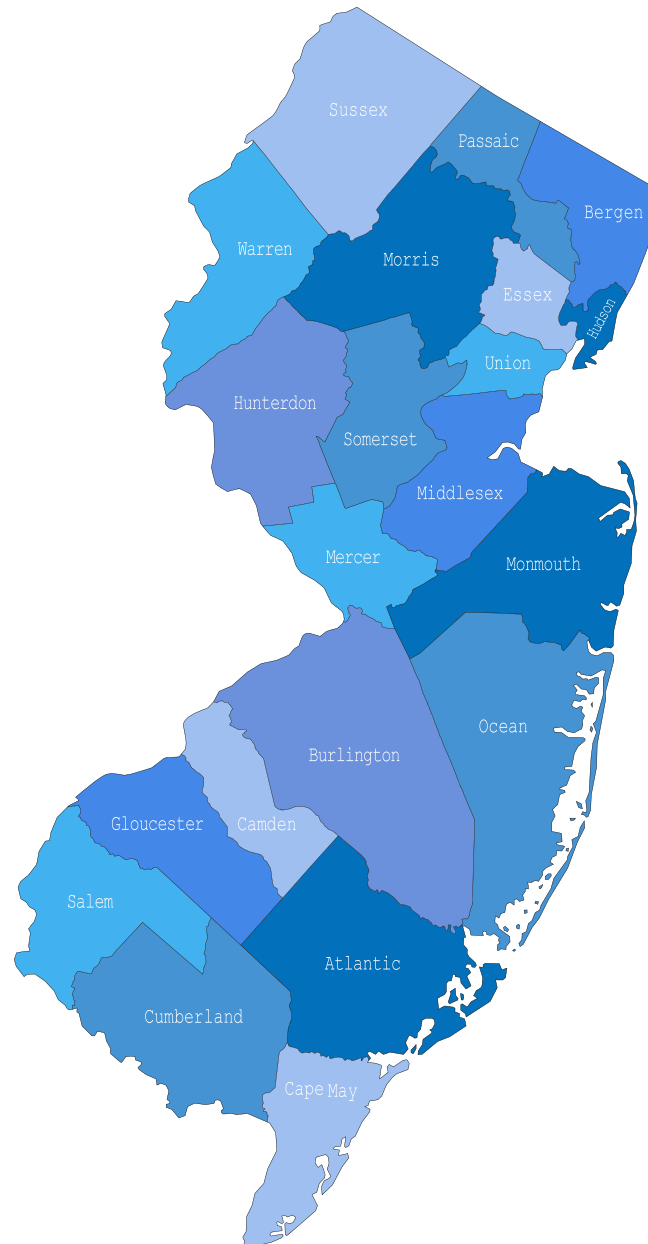 Sussex
Passaic
Bergen
Warren
Morris
Essex
Hudson
Union
Hunterdon
Somerset
Middlesex
Mercer
Monmouth
Ocean
Burlington
Gloucester
Camden
Salem
Atlantic
Cumberland
Cape May